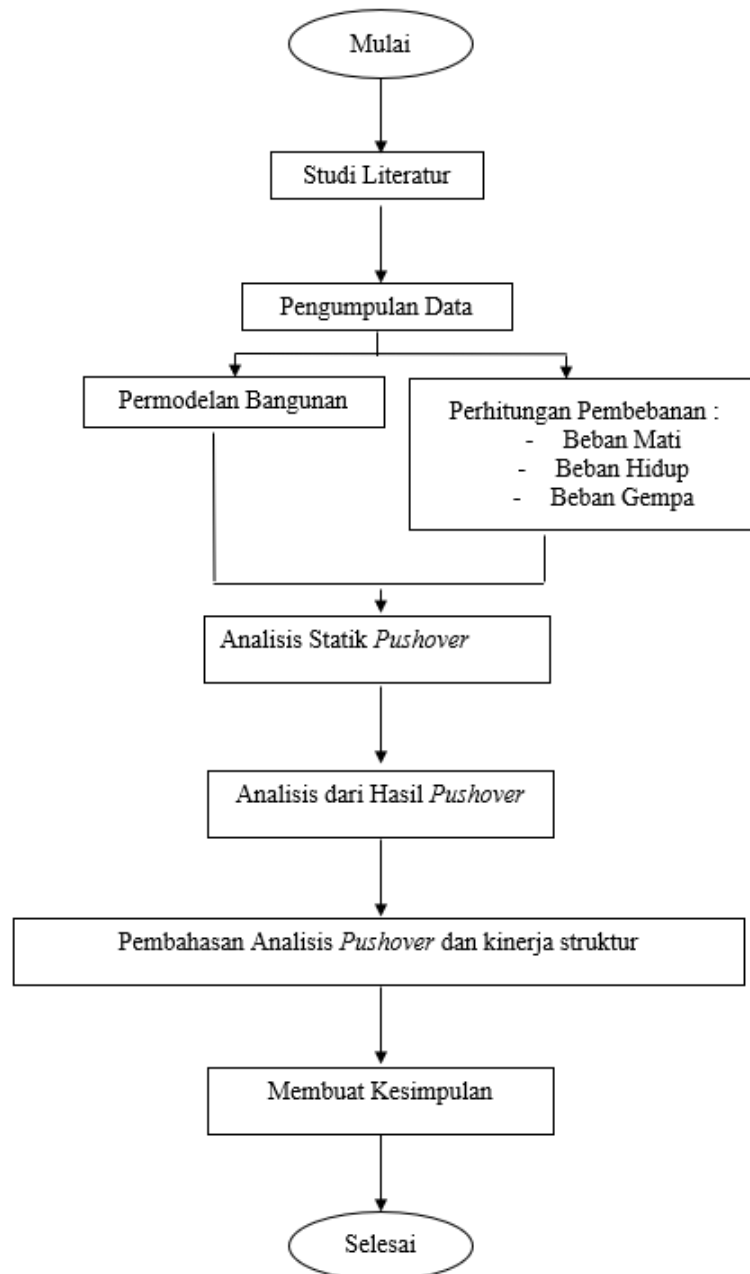 Mulai
Studi Literatur
Pengumpulan Data
Permodelan Bangunan
Perhitungan Pembebanan :
- Beban Mati
- Beban Hidup
- Beban Gempa
Analisis Statik Pushover
Analisis dari Hasil Pushover
Pembahasan Analisis Pushover dan kinerja struktur
Membuat Kesimpulan
Selesai